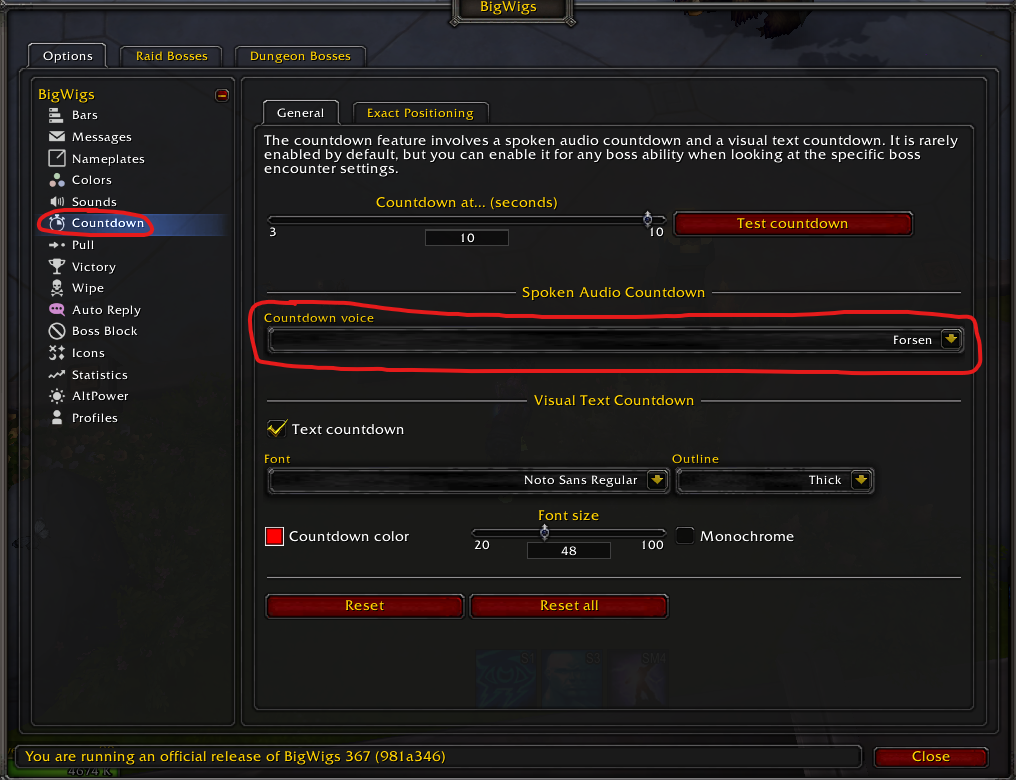 BigWigs
Options
Raid Bosses
Dungeon Bosses
BigWigs
Bars
Messages
Nameplates
Colors
Sounds
Countdown
Pull
Victory
Wipe
Auto Reply
Boss Block
Icons
Statistics
AltPower
Profiles
General
Exact Positioning
The countdown feature involves a spoken audio countdown and a visual text countdown. It is rarely
enabled by default, but you can enable it for any boss ability when looking at the specific boss
encounter settings.
Countdown at... (seconds)
3
10
10
Test countdown
Spoken Audio Countdown
Countdown voice
Forsen
Visual Text Countdown
Text countdown
Font
Noto Sans Regular
Outline
Thick
Countdown color
Font size
20
48
100
Monochrome
Reset
Reset all
S1
S3
SM4
You are running an official release of BigWigs 367 (981a346)
Close